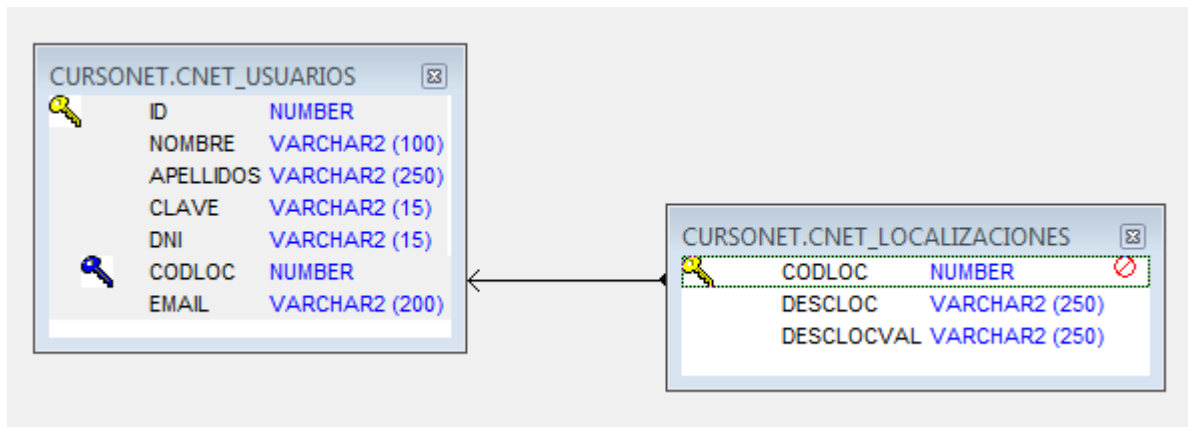 CURSONET.CNET_USUARIOS
ID NUMBER
NOMBRE VARCHAR2 (100)
APELLIDOS VARCHAR2 (250)
CLAVE VARCHAR2 (15)
DNI VARCHAR2 (15)
CODLOC NUMBER
EMAIL VARCHAR2 (200)
CURSONET.CNET_LOCALIZACIONES
CODLOC NUMBER
DESCLOC VARCHAR2 (250)
DESCLOCVAL VARCHAR2 (250)